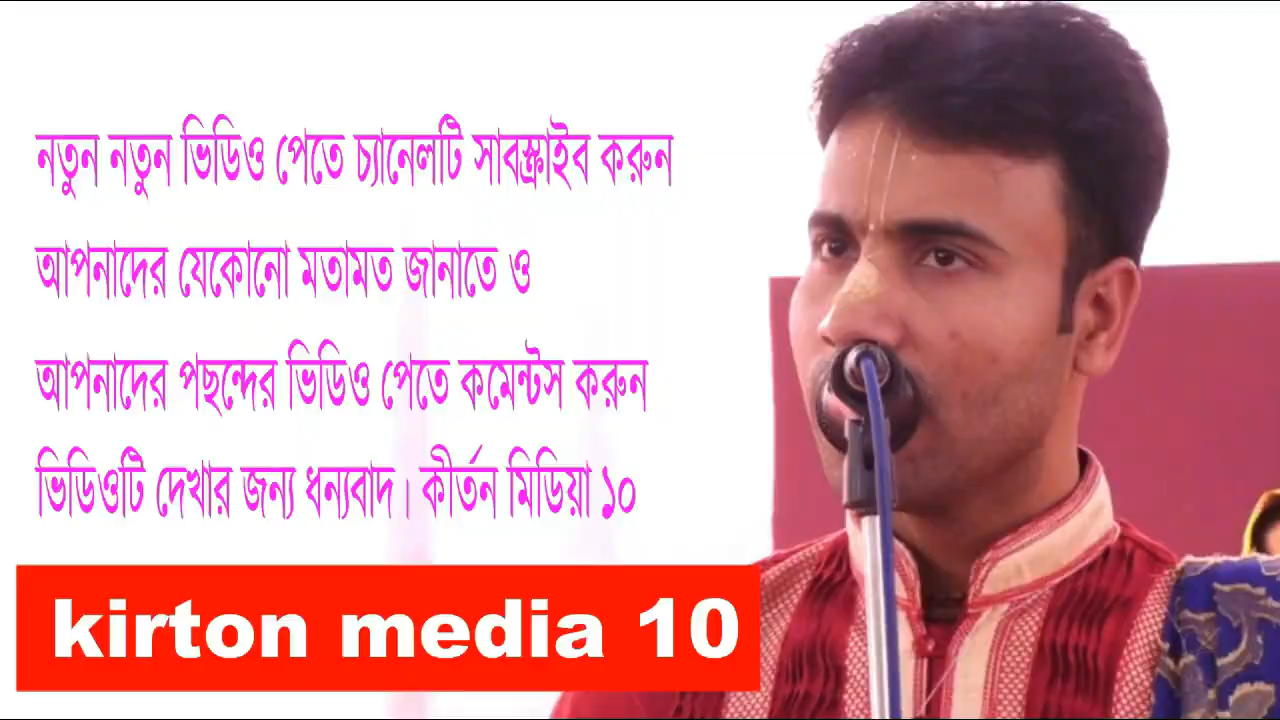 নতুন নতুন ভিডিও পেতে চ্যানেলটি সাবস্ক্রাইব করুন
আপনাদের যেকোনো মতামত জানাতে ও
আপনাদের পছন্দের ভিডিও পেতে কমেন্টস করুন
ভিডিওটি দেখার জন্য ধন্যবাদ। কীর্তন মিডিয়া ১০
kirton media 10